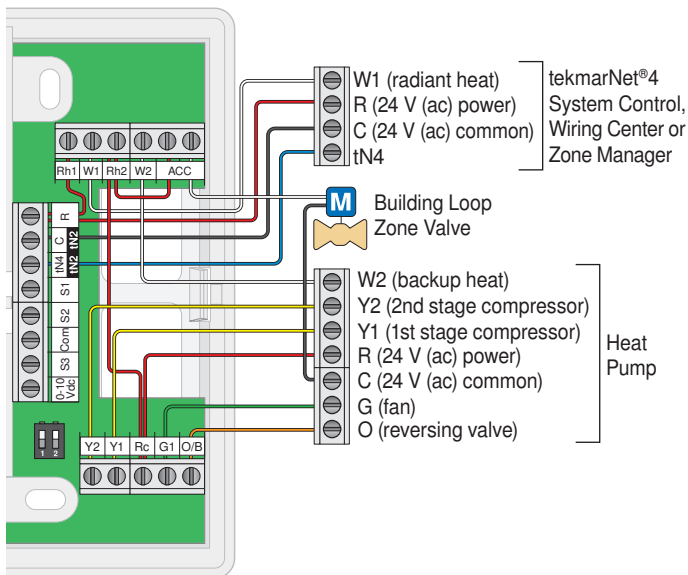 W1 (radiant heat)
R (24 V (ac) power)
C (24 V (ac) common)
tN4
tekmarNet®4
System Control,
Wiring Center or
Zone Manager
Rh1 W1 Rh2 W2 ACC
M
Building Loop
Zone Valve
R
C tN2
tN4 tN2
S1
S2
Com
S3
0-10
Vdc
1 2
W2 (backup heat)
Y2 (2nd stage compressor)
Y1 (1st stage compressor)
R (24 V (ac) power)
C (24 V (ac) common)
G (fan)
O (reversing valve)
Heat
Pump
Y2 Y1 Rc G1 O/B